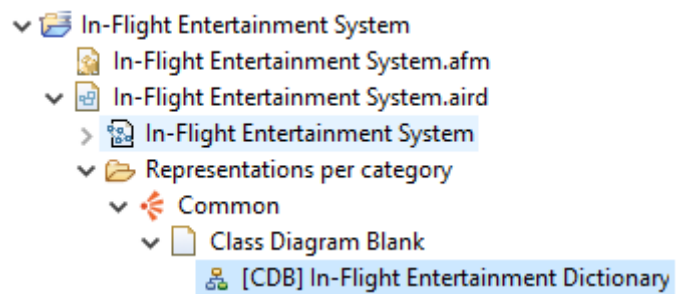 In-Flight Entertainment System
In-Flight Entertainment System.afm
In-Flight Entertainment System.aird
In-Flight Entertainment System
Representations per category
Common
Class Diagram Blank
[CDB] In-Flight Entertainment Dictionary